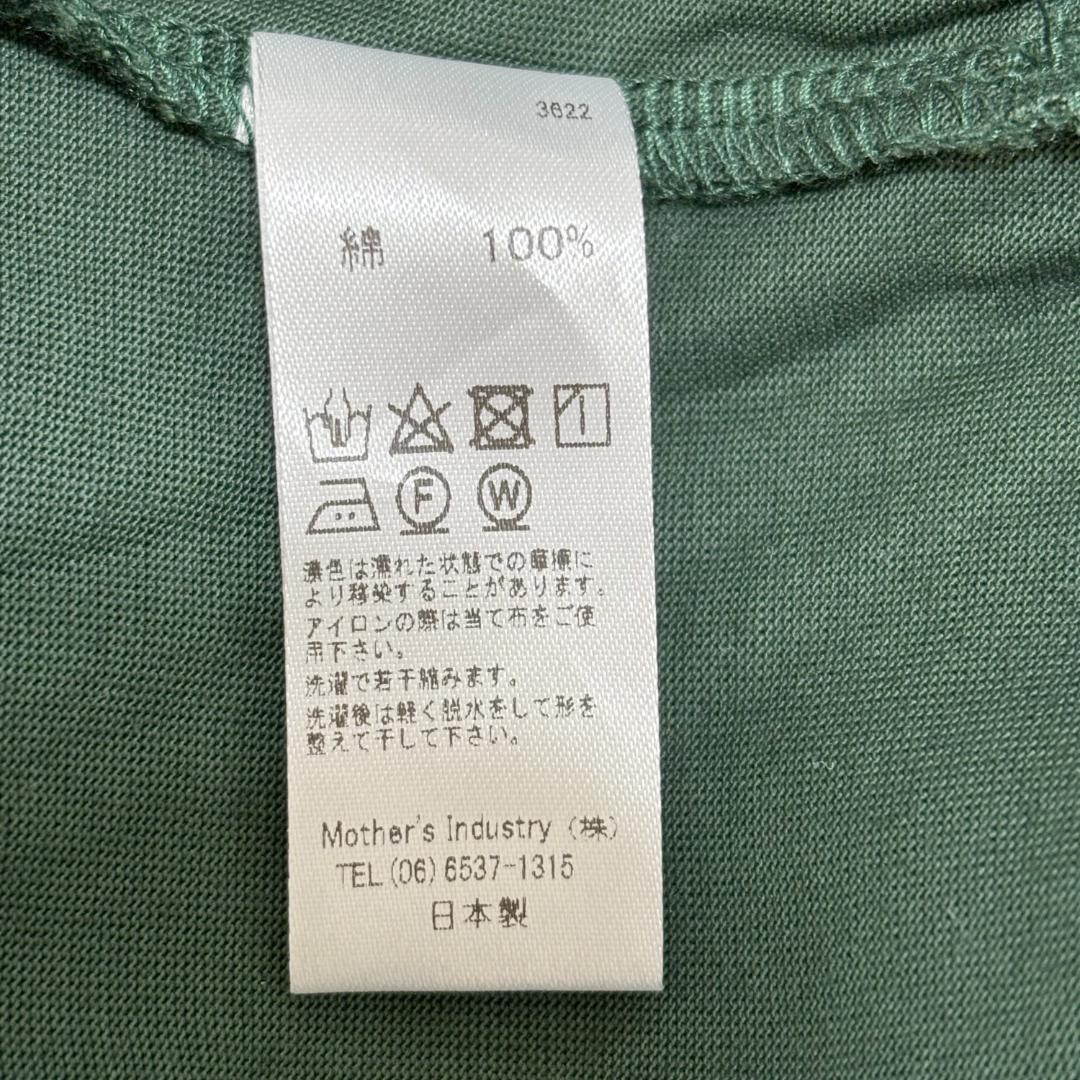 3622
綿 100%
F W
濃色は濡れた状態での摩擦に
より移染することがあります。
アイロンの際は当て布をご使
用下さい。
洗濯で若干縮みます。
洗濯後は軽く脱水をして形を
整えて干して下さい。
Mother's Industry (株)
TEL(06)6537-1315
日本製